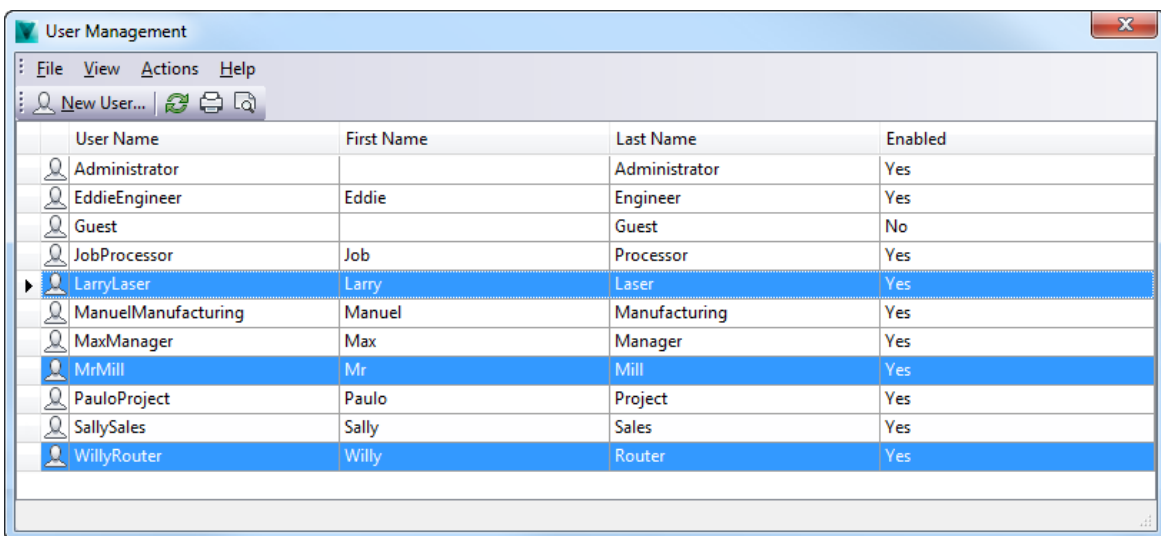 User Management
File View Actions Help
New User...
User Name First Name Last Name Enabled
Administrator Administrator Yes
EddieEngineer Eddie Engineer Yes
Guest Guest No
JobProcessor Job Processor Yes
LarryLaser Larry Laser Yes
ManuelManufacturing Manuel Manufacturing Yes
MaxManager Max Manager Yes
MrMill Mr Mill Yes
PauloProject Paulo Project Yes
SallySales Sally Sales Yes
WillyRouter Willy Router Yes